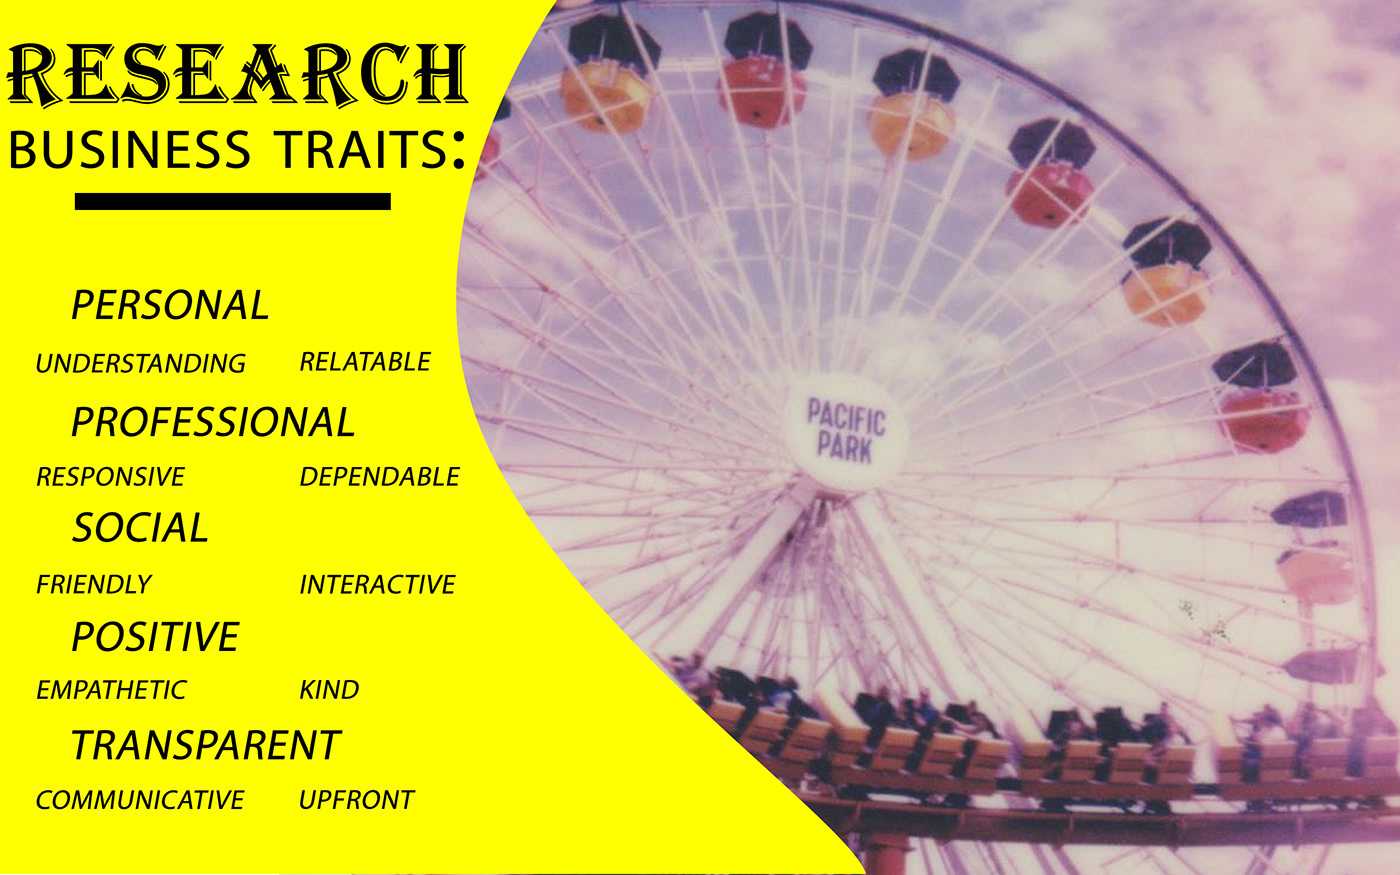 RESEARCH
BUSINESS TRAITS:
PERSONAL
UNDERSTANDING RELATABLE
PROFESSIONAL
RESPONSIVE DEPENDABLE
SOCIAL
FRIENDLY INTERACTIVE
POSITIVE
EMPATHETIC KIND
TRANSPARENT
COMMUNICATIVE UPFRONT
PACIFIC
PARK